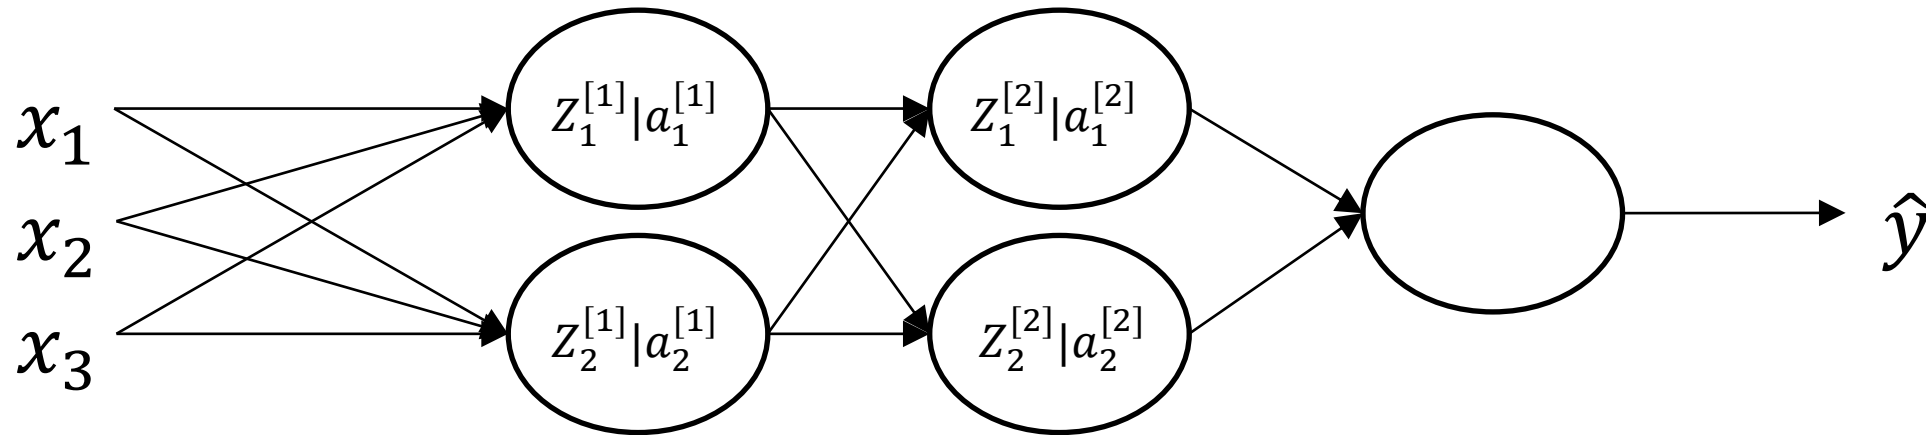 x₁
x₂
x₃
Z₁^[1]|a₁^[1]
Z₂^[1]|a₂^[1]
Z₁^[2]|a₁^[2]
Z₂^[2]|a₂^[2]
ŷ